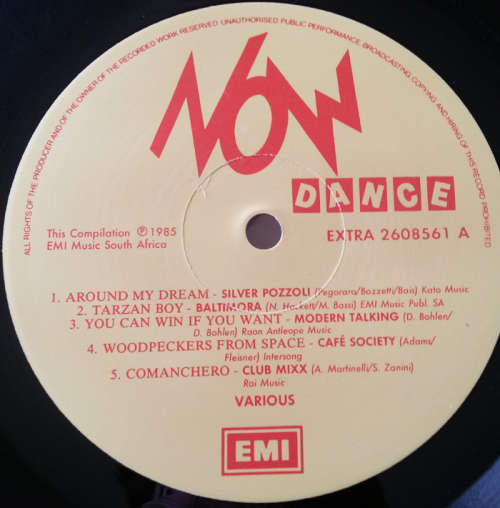 ALL RIGHTS OF THE PRODUCER AND OF THE OWNER OF THE RECORDED WORK RESERVED UNAUTHORISED PUBLIC PERFORMANCE BROADCASTING, COPYING AND HIRING OF THIS RECORD PROHIBITED
NOW
DANCE
This Compilation ℗ 1985
EMI Music South Africa
EXTRA 2608561 A
1. AROUND MY DREAM - SILVER POZZOLI (Pegoraro/Bozzetti/Bais) Kata Music
2. TARZAN BOY - BALTIMORA (N. Hackett/M. Bassi) EMI Music Publ. SA
3. YOU CAN WIN IF YOU WANT - MODERN TALKING (D. Bohlen/
D. Bohlen) Raan Antleope Music
4. WOODPECKERS FROM SPACE - CAFÉ SOCIETY (Adams/
Fleisner) Intersong
5. COMANCHERO - CLUB MIXX (A. Martinelli/S. Zanini)
Rai Music
VARIOUS
EMI